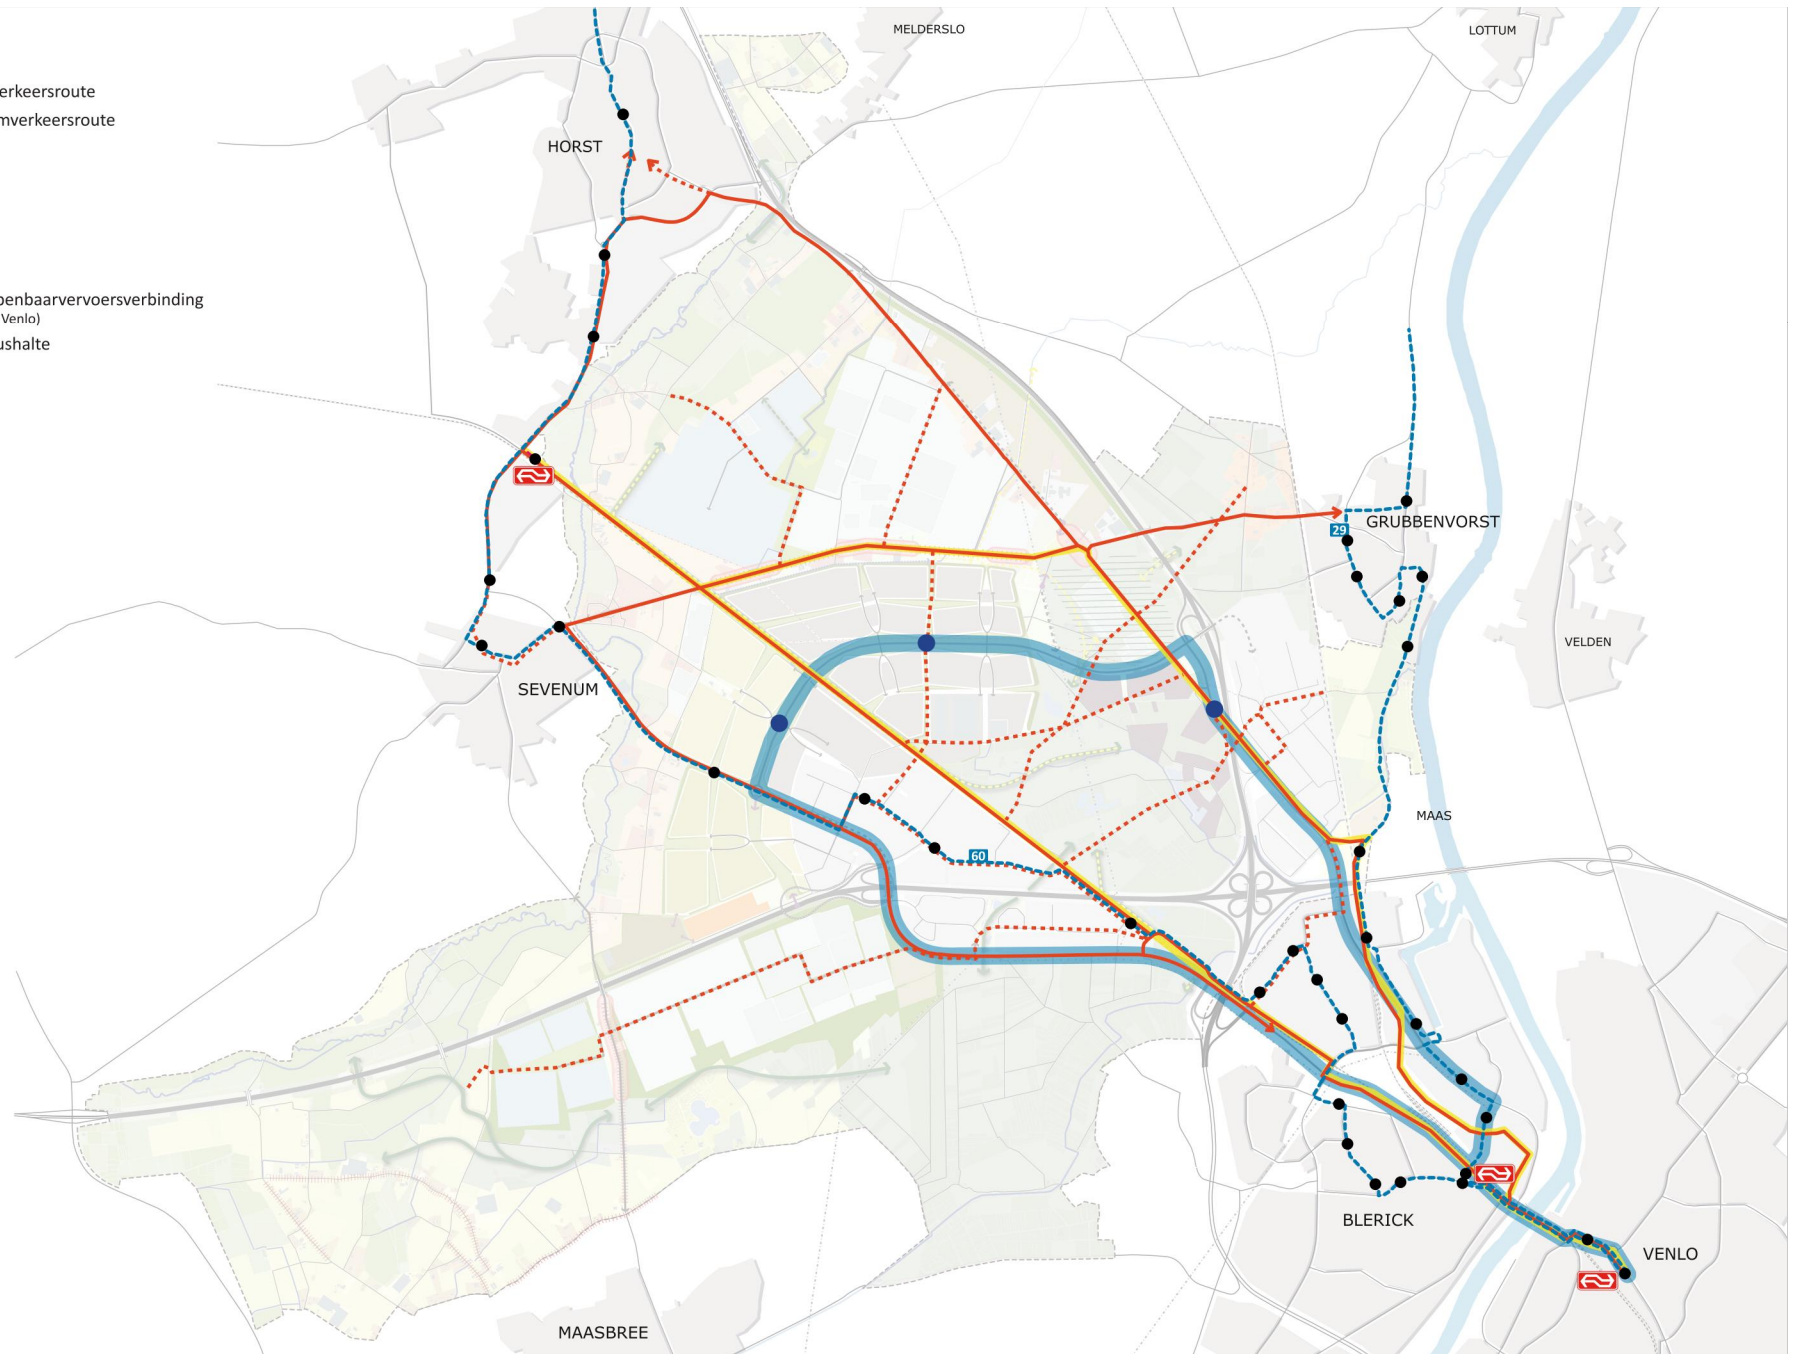 MELDERSLO
LOTTUM
erkeersroute
mverkeersroute
HORST
penbaarvervoersverbinding
Venlo)
ushalte
GRUBBENVORST
29
VELDEN
SEVENUM
MAAS
60
BLERICK
VENLO
MAASBREE